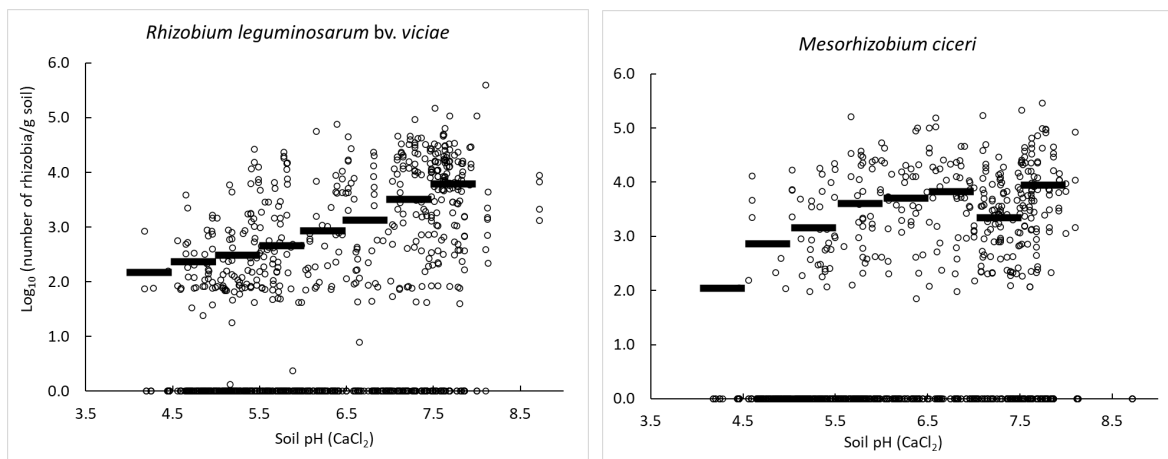 Rhizobium leguminosarum bv. viciae
Log₁₀ (number of rhizobia/g soil)
6.0
5.0
4.0
3.0
2.0
1.0
0.0
3.5 4.5 5.5 6.5 7.5 8.5
Soil pH (CaCl₂)
Mesorhizobium ciceri
6.0
5.0
4.0
3.0
2.0
1.0
0.0
3.5 4.5 5.5 6.5 7.5 8.5
Soil pH (CaCl₂)